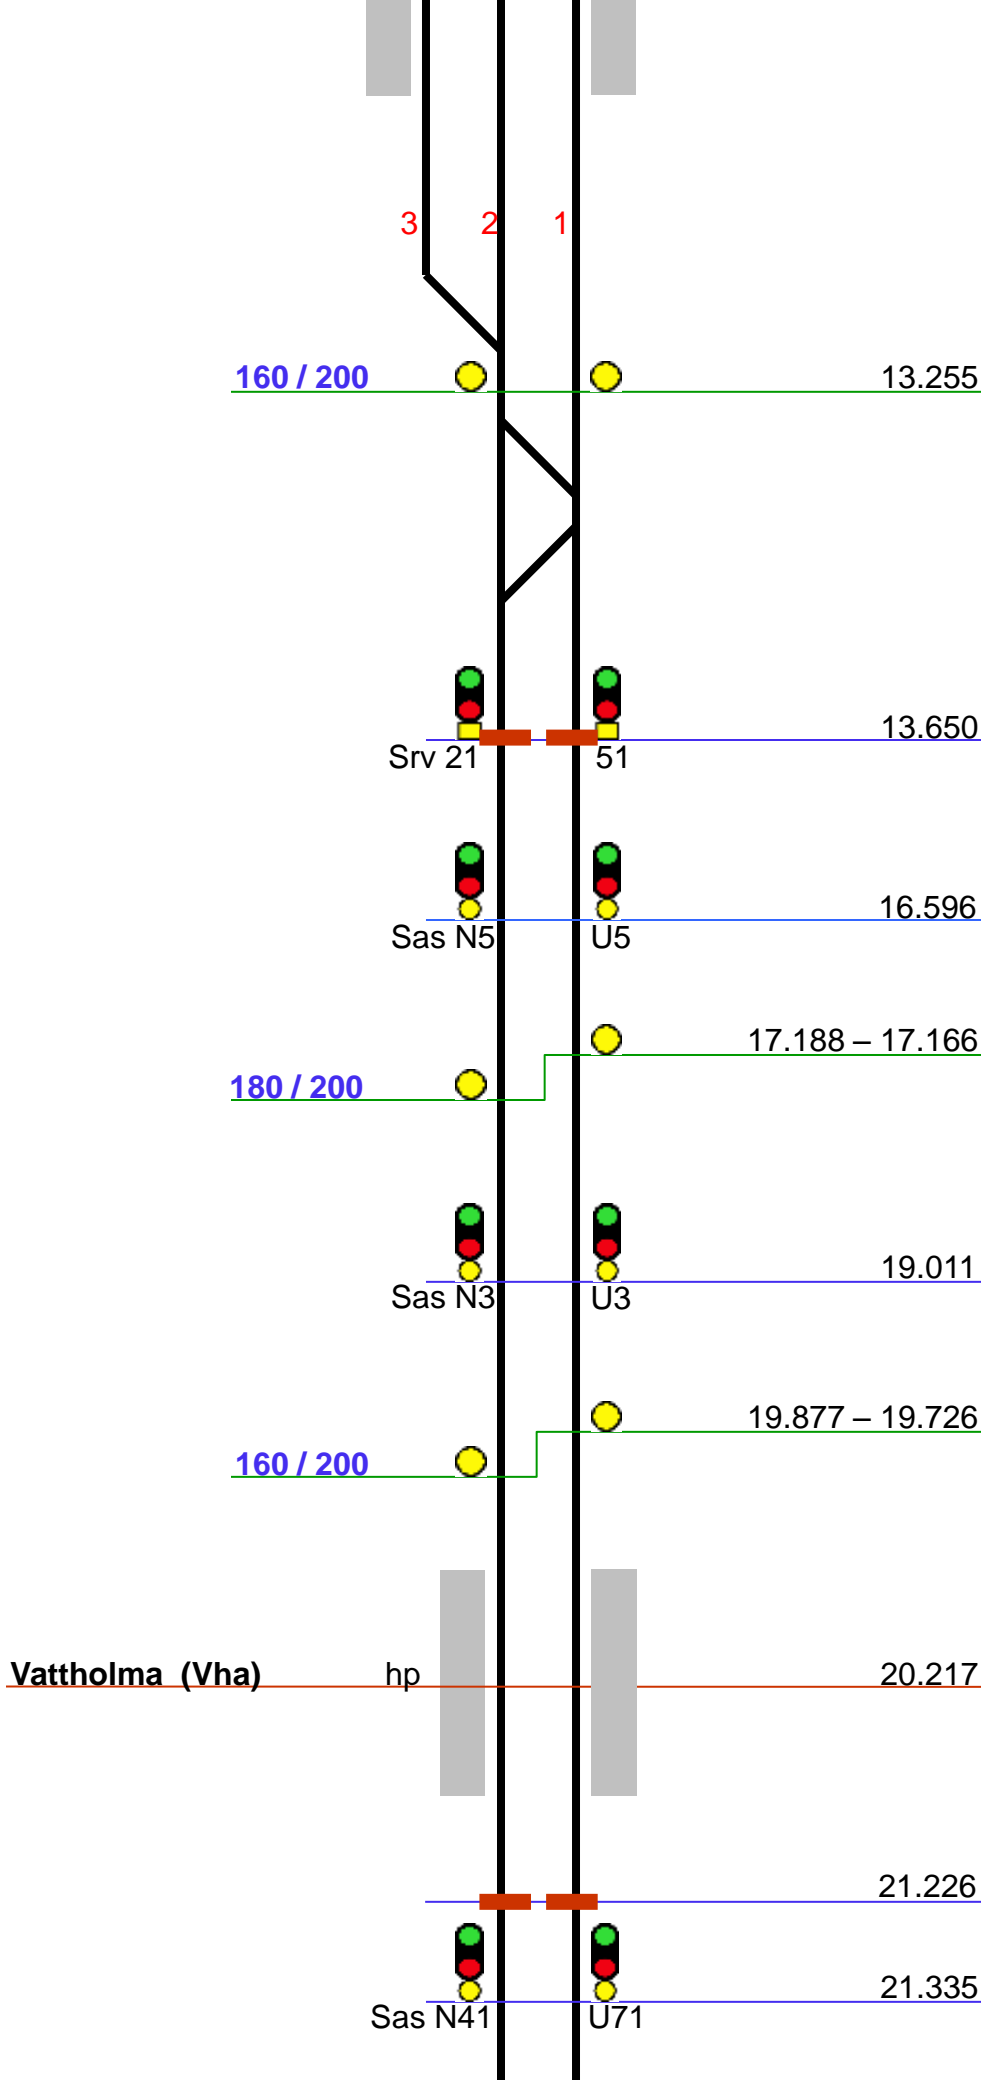 3 2 1
160 / 200 13.255
13.650
Srv 21 51
16.596
Sas N5 U5
17.188 – 17.166
180 / 200
19.011
Sas N3 U3
19.877 – 19.726
160 / 200
Vattholma (Vha) hp 20.217
21.226
21.335
Sas N41 U71